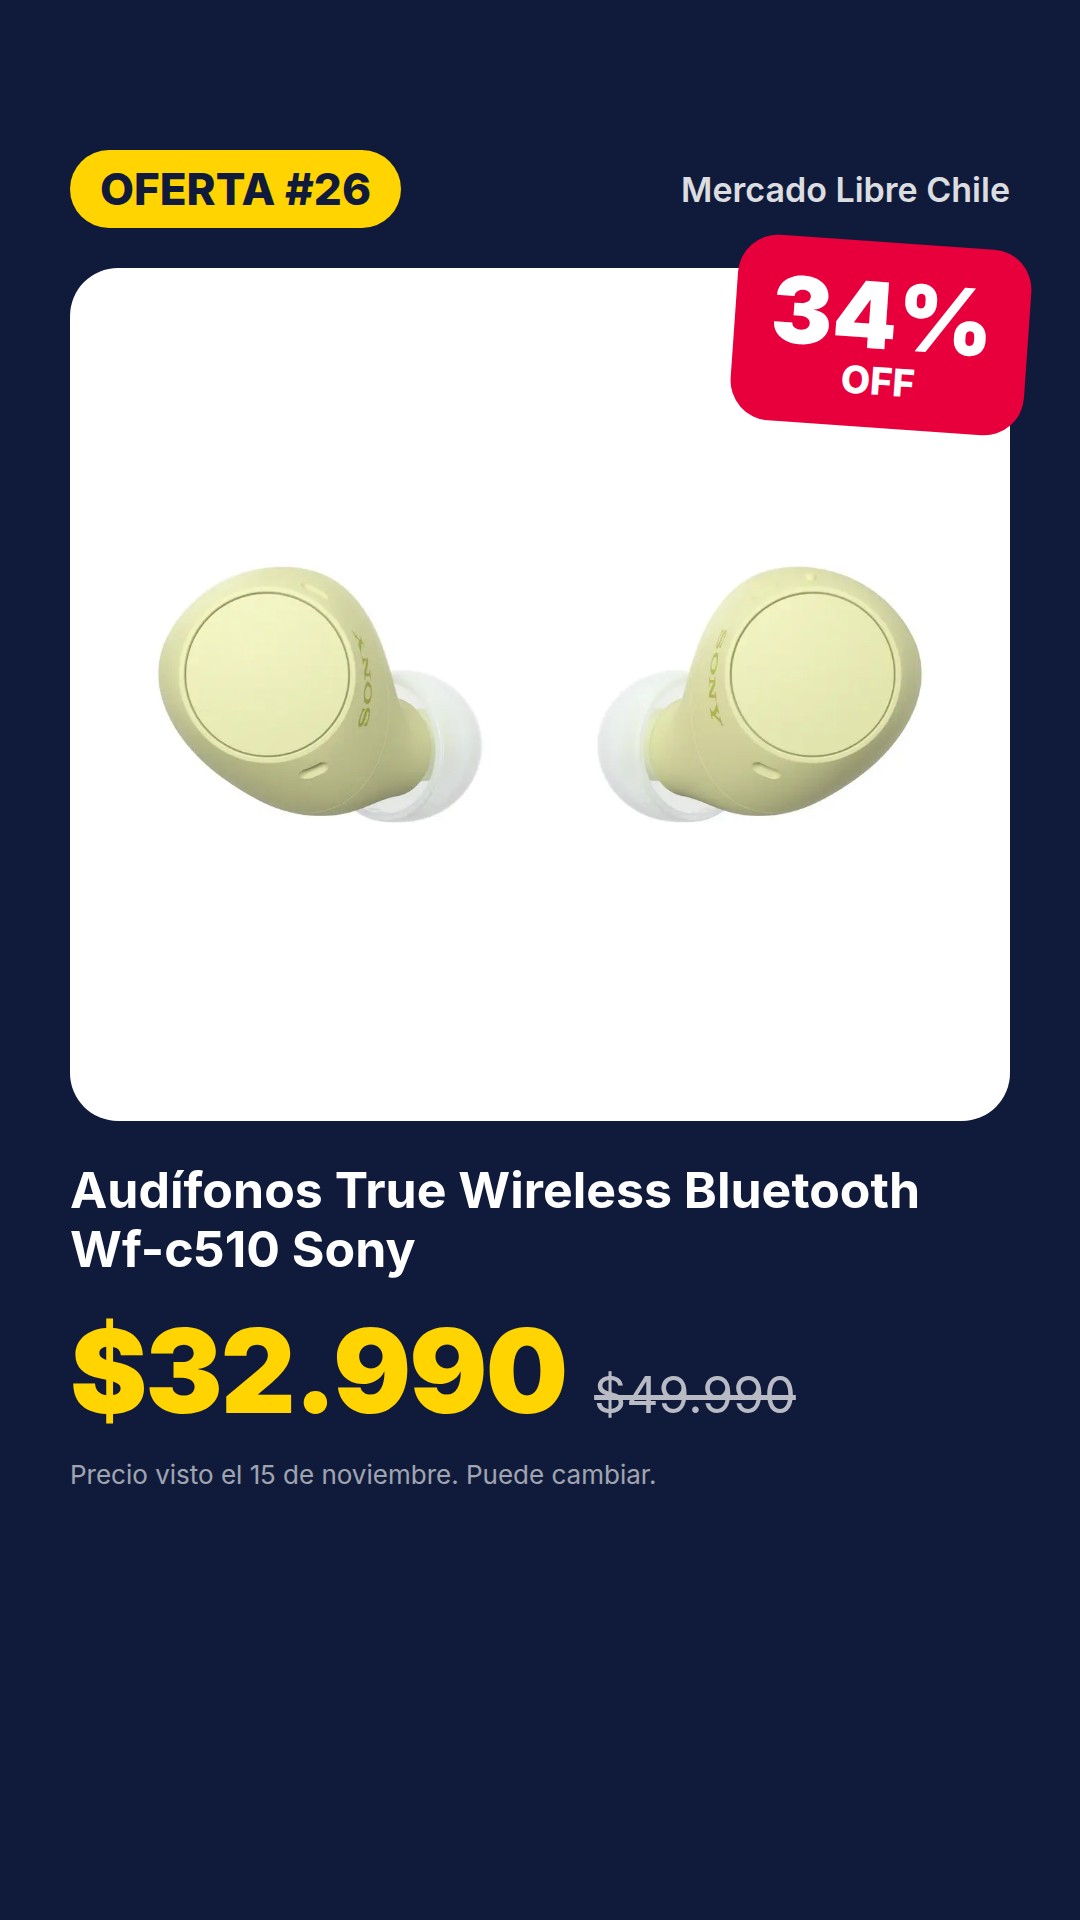 OFERTA #26
Mercado Libre Chile
34%
OFF
SONY
SONY
Audífonos True Wireless Bluetooth
Wf-c510 Sony
$32.990 $49.990
Precio visto el 15 de noviembre. Puede cambiar.